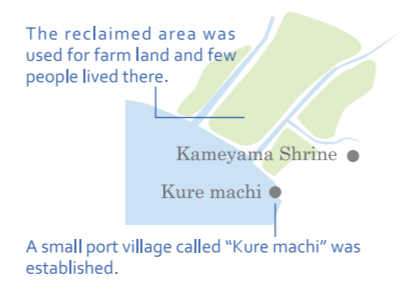 The reclaimed area was
used for farm land and few
people lived there.
Kameyama Shrine
Kure machi
A small port village called “Kure machi” was
established.